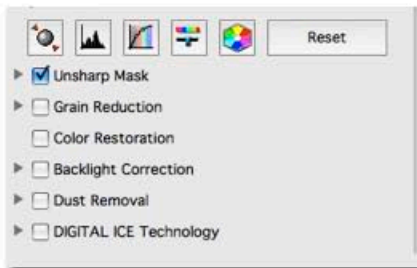 Reset
Unsharp Mask
Grain Reduction
Color Restoration
Backlight Correction
Dust Removal
DIGITAL ICE Technology